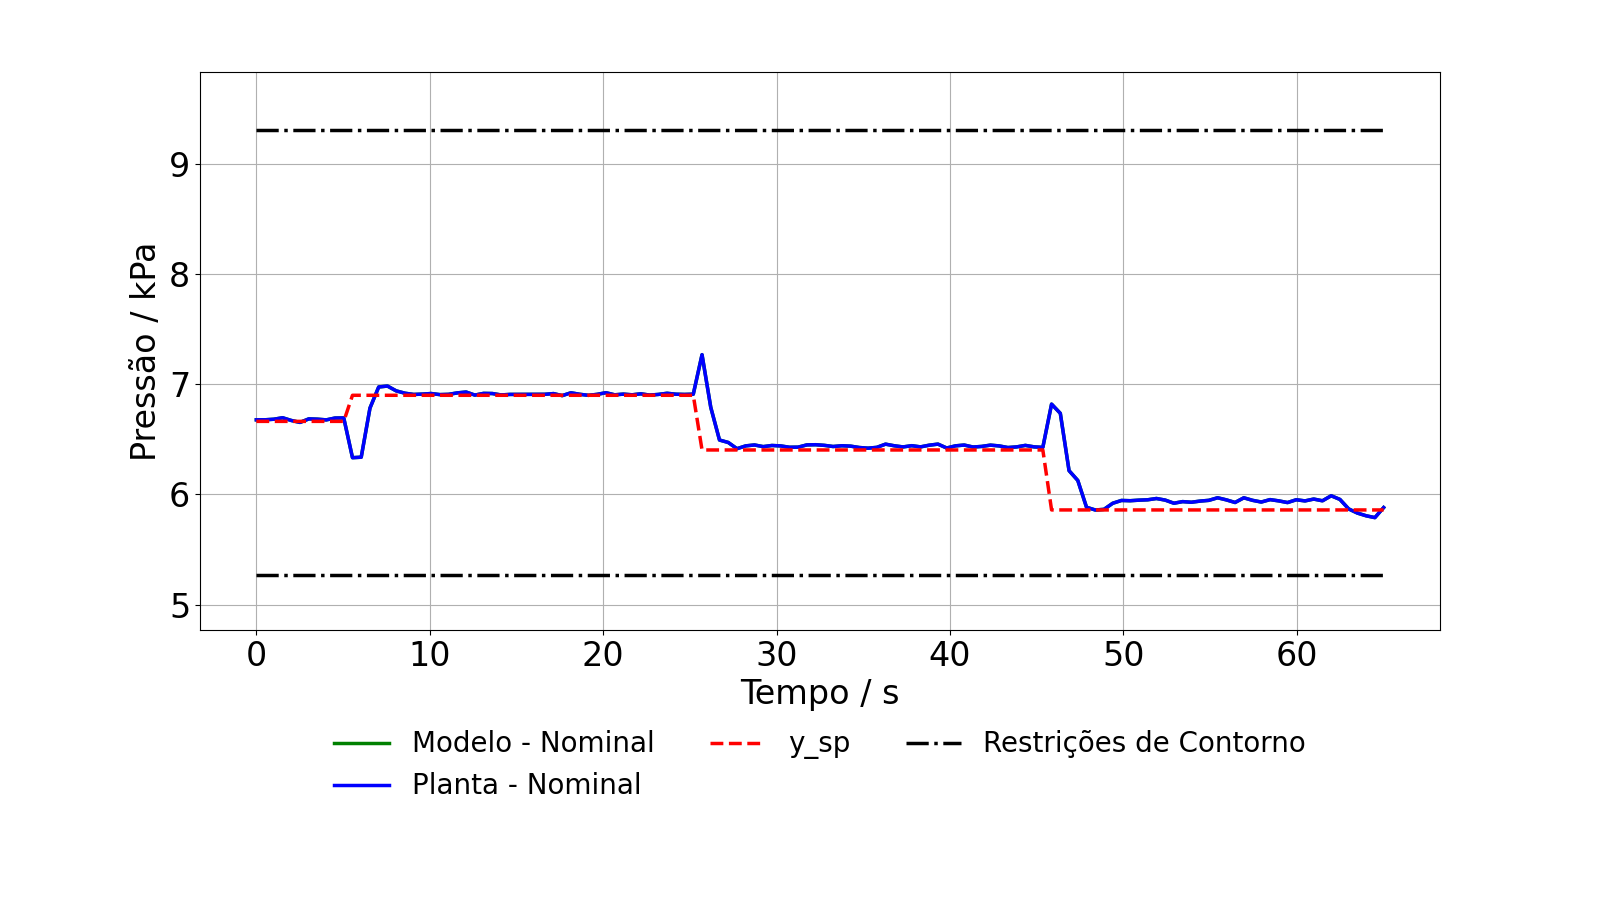 Pressão / kPa
9
8
7
6
5
0 10 20 30 40 50 60
Tempo / s
Modelo - Nominal y_sp Restrições de Contorno
Planta - Nominal